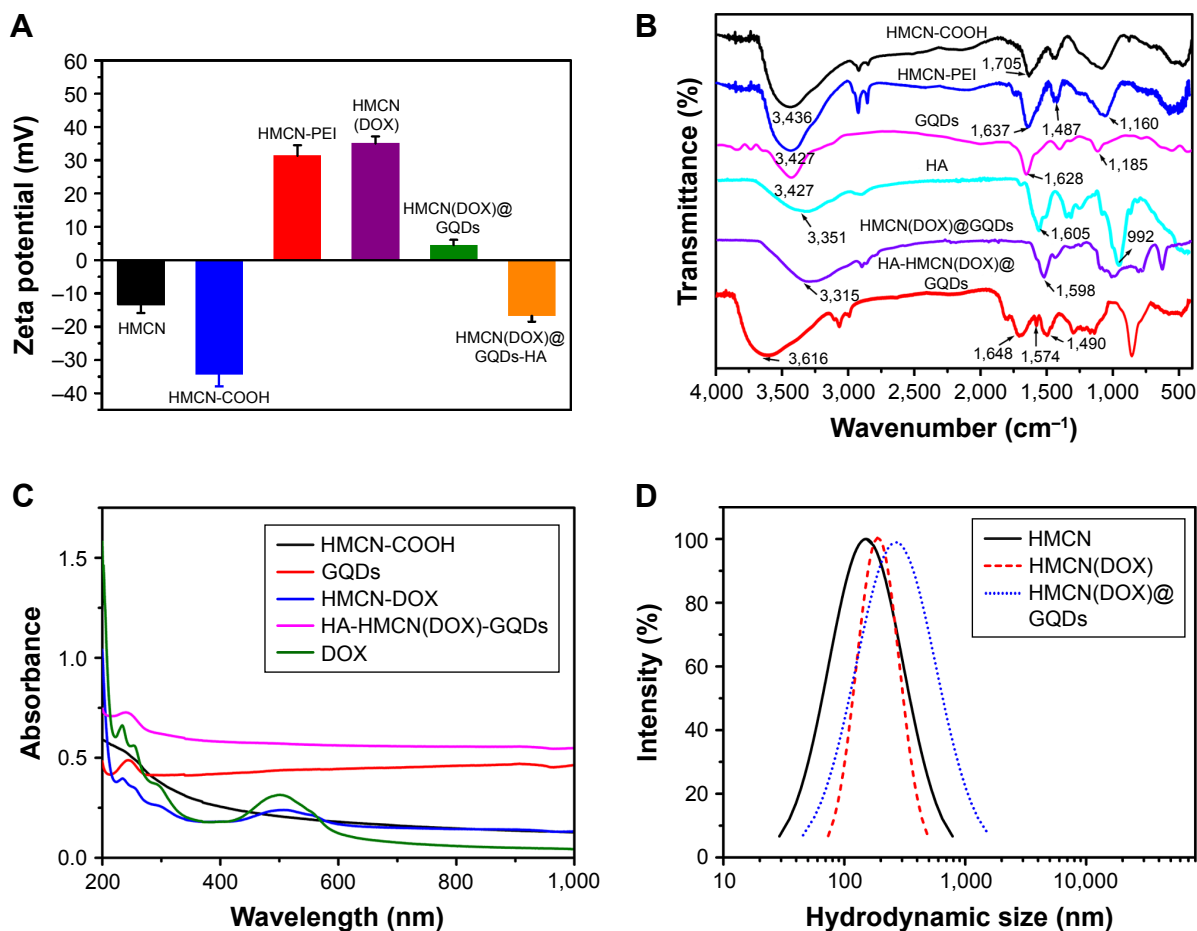 A
Zeta potential (mV)
60
50
40
30
20
10
0
–10
–20
–30
–40
HMCN
HMCN-COOH
HMCN-PEI
HMCN
(DOX)
HMCN(DOX)@
GQDs
HMCN(DOX)@
GQDs-HA
B
Transmittance (%)
HMCN-COOH
1,705
3,436
HMCN-PEI
1,637
1,487
1,160
3,427
GQDs
1,185
1,628
3,427
HA
3,351
1,605
992
HMCN(DOX)@GQDs
3,315
1,598
HA-HMCN(DOX)@
GQDs
3,616
1,648
1,574
1,490
4,000
3,500
3,000
2,500
2,000
1,500
1,000
500
Wavenumber (cm–1)
C
Absorbance
1.5
1.0
0.5
0.0
HMCN-COOH
GQDs
HMCN-DOX
HA-HMCN(DOX)-GQDs
DOX
200
400
600
800
1,000
Wavelength (nm)
D
Intensity (%)
100
80
60
40
20
0
HMCN
HMCN(DOX)
HMCN(DOX)@
GQDs
10
100
1,000
10,000
Hydrodynamic size (nm)